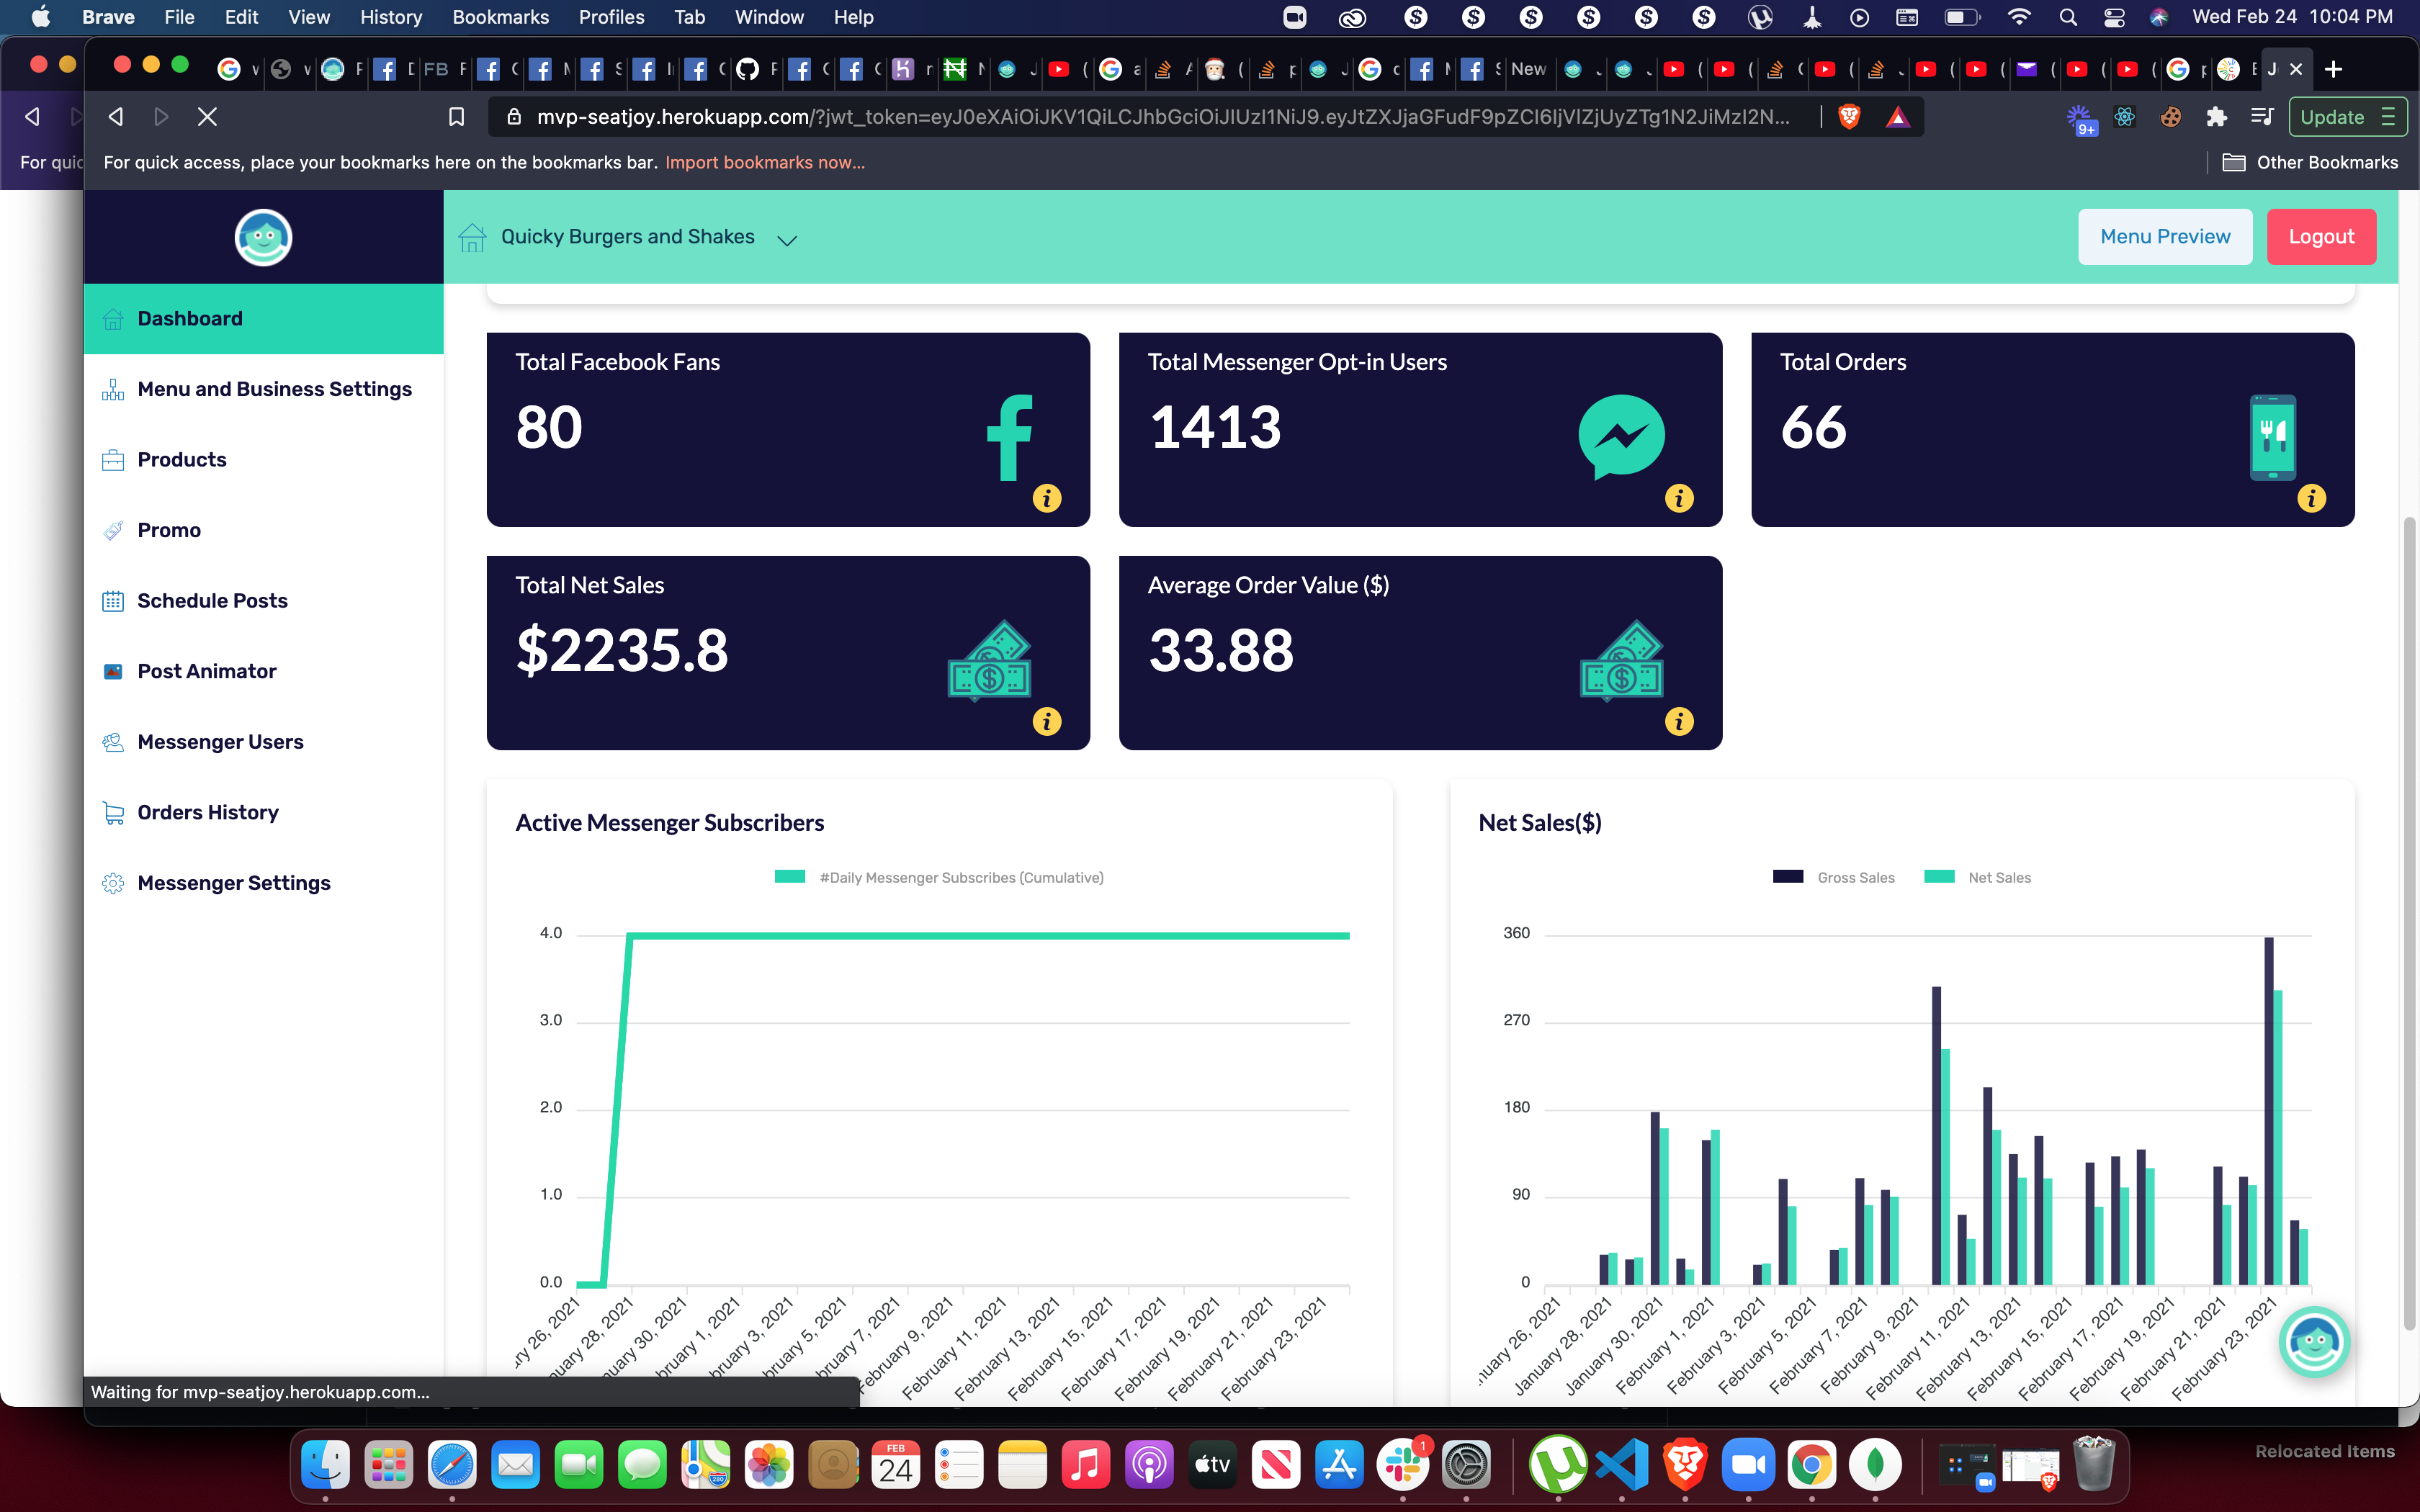 Brave File Edit View History Bookmarks Profiles Tab Window Help Wed Feb 24 10:04 PM
FB New
mvp-seatjoy.herokuapp.com/?jwt_token=eyJ0eXAiOiJKV1QiLCJhbGciOiJIUzI1NiJ9.eyJtZXJjaGFudF9pZCI6IjVlZjUyZTg1N2JiMzI2N... 9+ Update
For quic For quick access, place your bookmarks here on the bookmarks bar. Import bookmarks now... Other Bookmarks
Quicky Burgers and Shakes Menu Preview Logout
Dashboard
Menu and Business Settings
Products
Promo
Schedule Posts
Post Animator
Messenger Users
Orders History
Messenger Settings
Total Facebook Fans
80
Total Messenger Opt-in Users
1413
Total Orders
66
Total Net Sales
$2235.8
Average Order Value ($)
33.88
Active Messenger Subscribers
#Daily Messenger Subscribes (Cumulative)
4.0
3.0
2.0
1.0
0.0
ry 26, 2021
uary 28, 2021
nuary 30, 2021
bruary 1, 2021
bruary 3, 2021
bruary 5, 2021
bruary 7, 2021
February 9, 2021
February 11, 2021
February 13, 2021
February 15, 2021
February 17, 2021
February 19, 2021
February 21, 2021
February 23, 2021
Net Sales($)
Gross Sales Net Sales
360
270
180
90
0
nuary 26, 2021
January 28, 2021
January 30, 2021
February 1, 2021
February 3, 2021
February 5, 2021
February 7, 2021
February 9, 2021
February 11, 2021
February 13, 2021
February 15, 2021
February 17, 2021
February 19, 2021
February 21, 2021
February 23, 2021
Waiting for mvp-seatjoy.herokuapp.com...
FEB
24
280
tv
1
Relocated Items